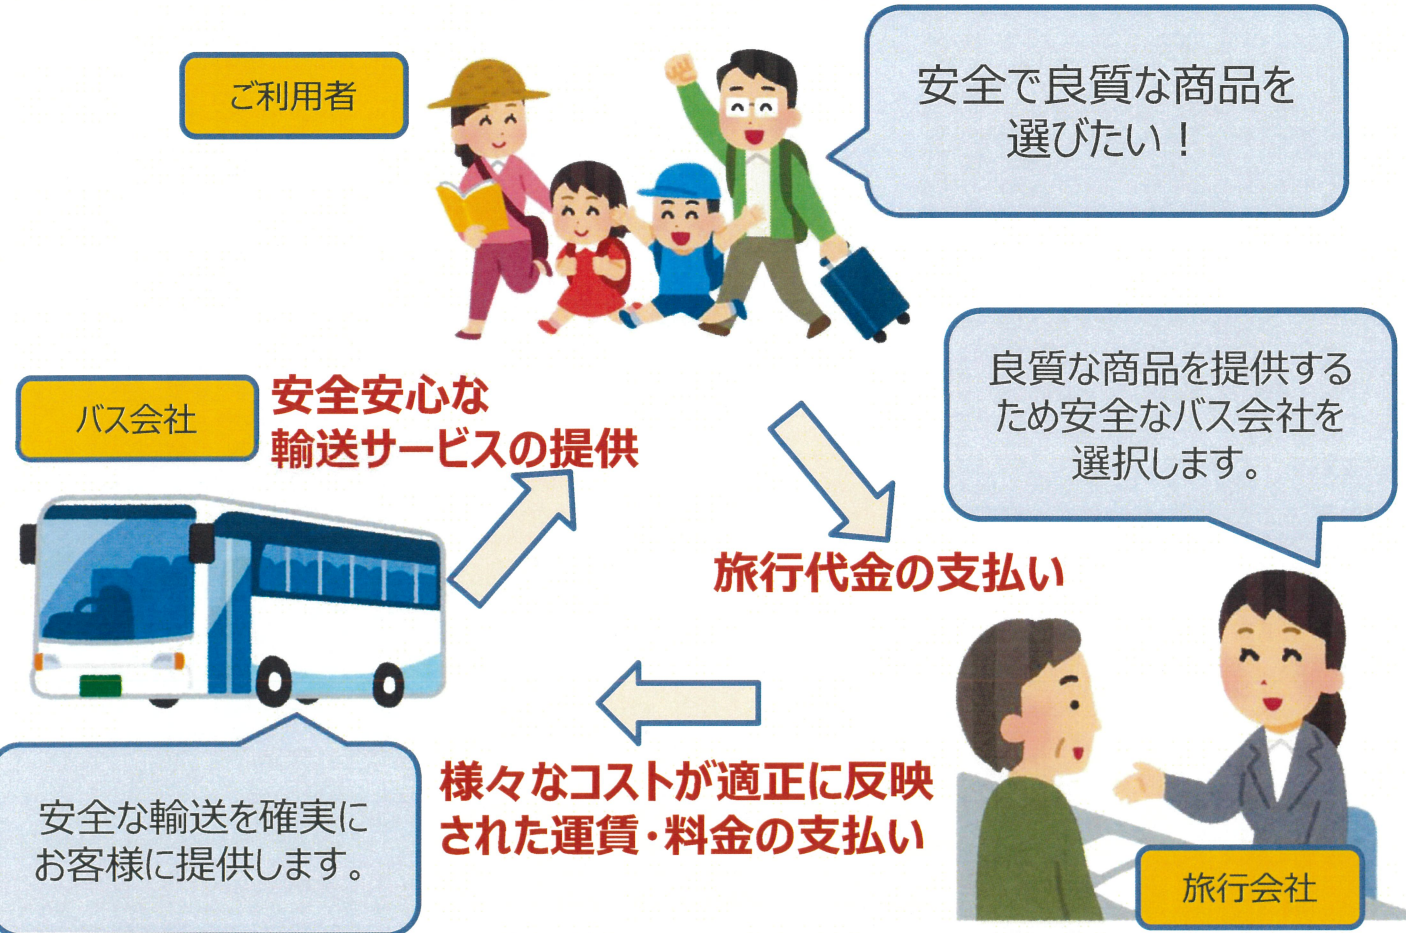 ご利用者
安全で良質な商品を
選びたい！
バス会社
安全安心な
輸送サービスの提供
良質な商品を提供する
ため安全なバス会社を
選択します。
旅行代金の支払い
様々なコストが適正に反映
された運賃・料金の支払い
安全な輸送を確実に
お客様に提供します。
旅行会社